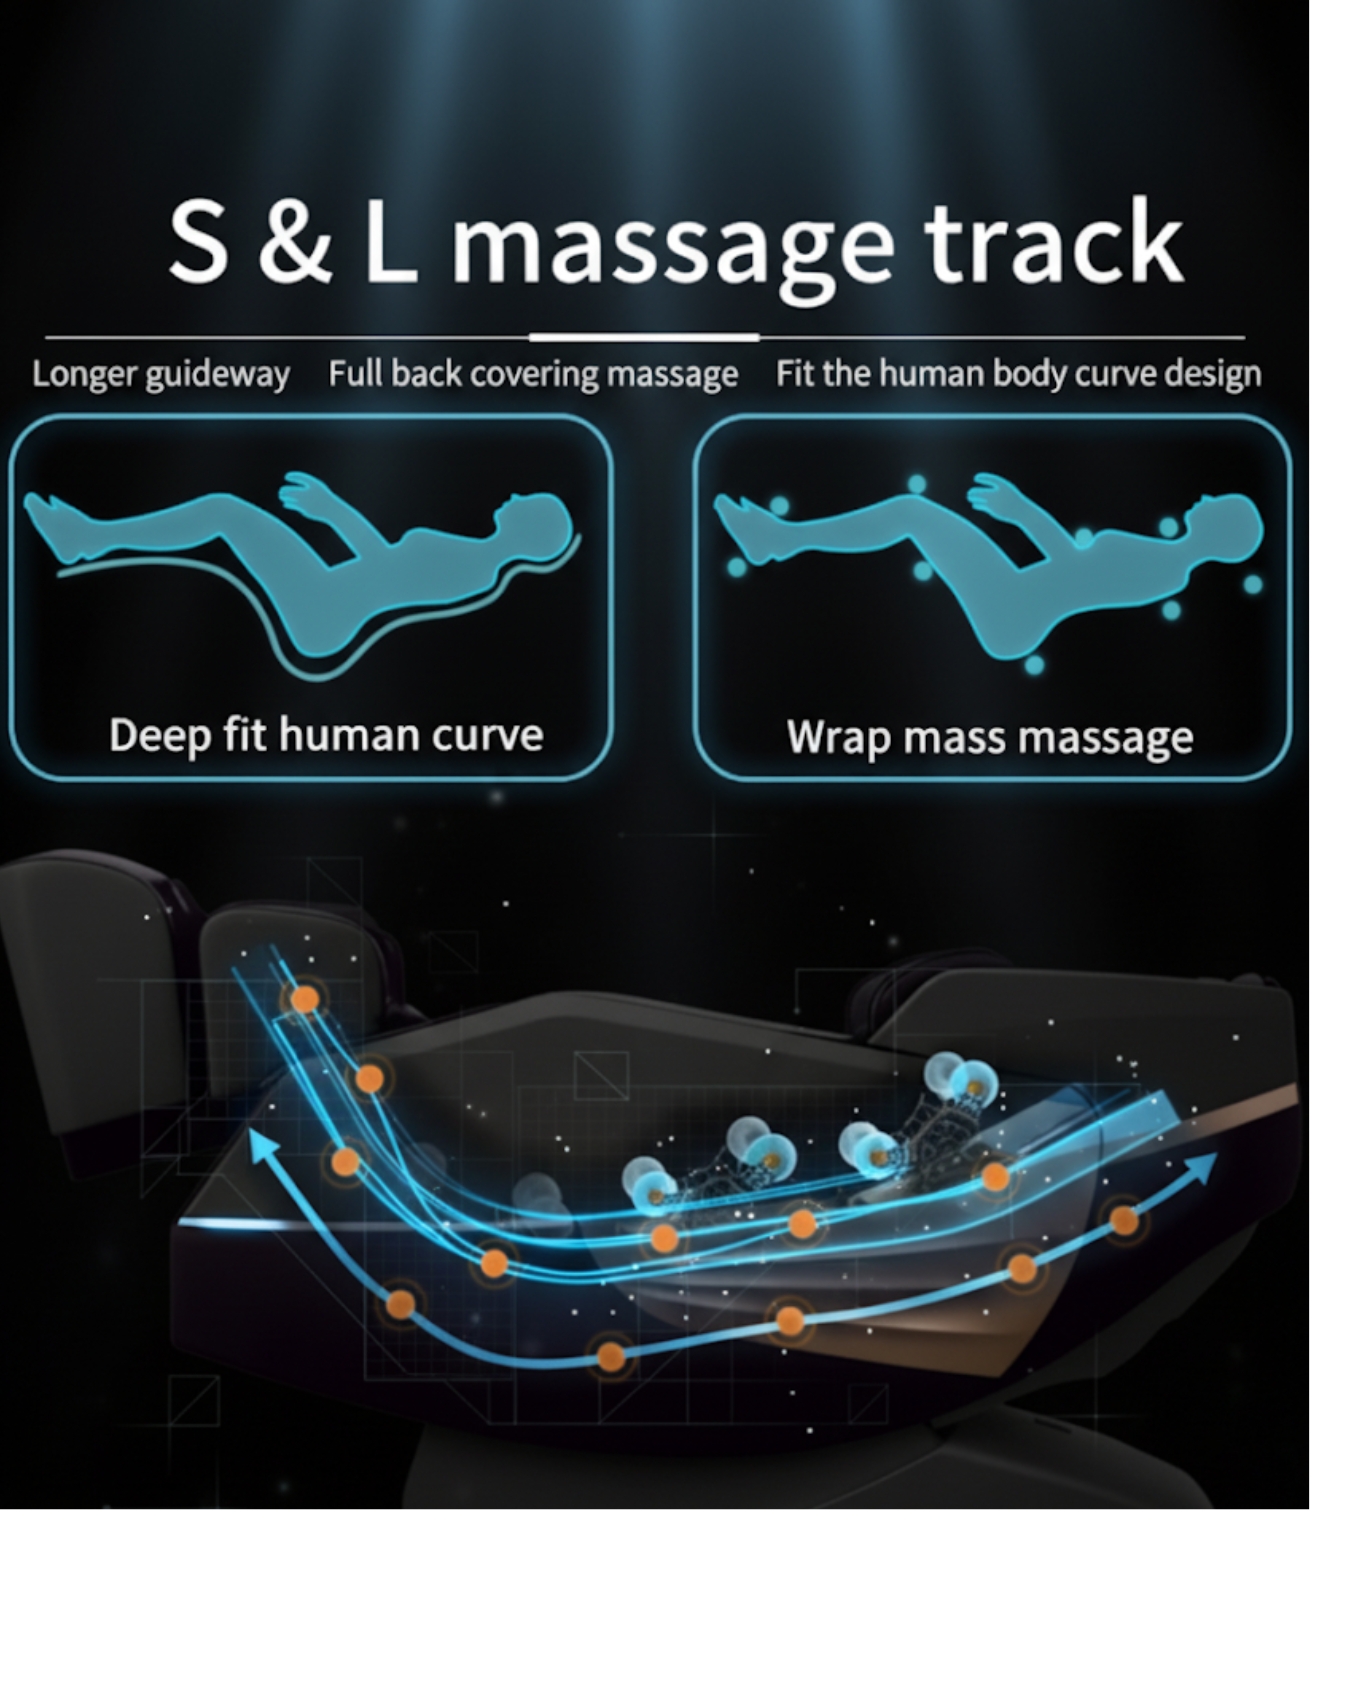 S & L massage track
Longer guideway Full back covering massage Fit the human body curve design
Deep fit human curve
Wrap mass massage